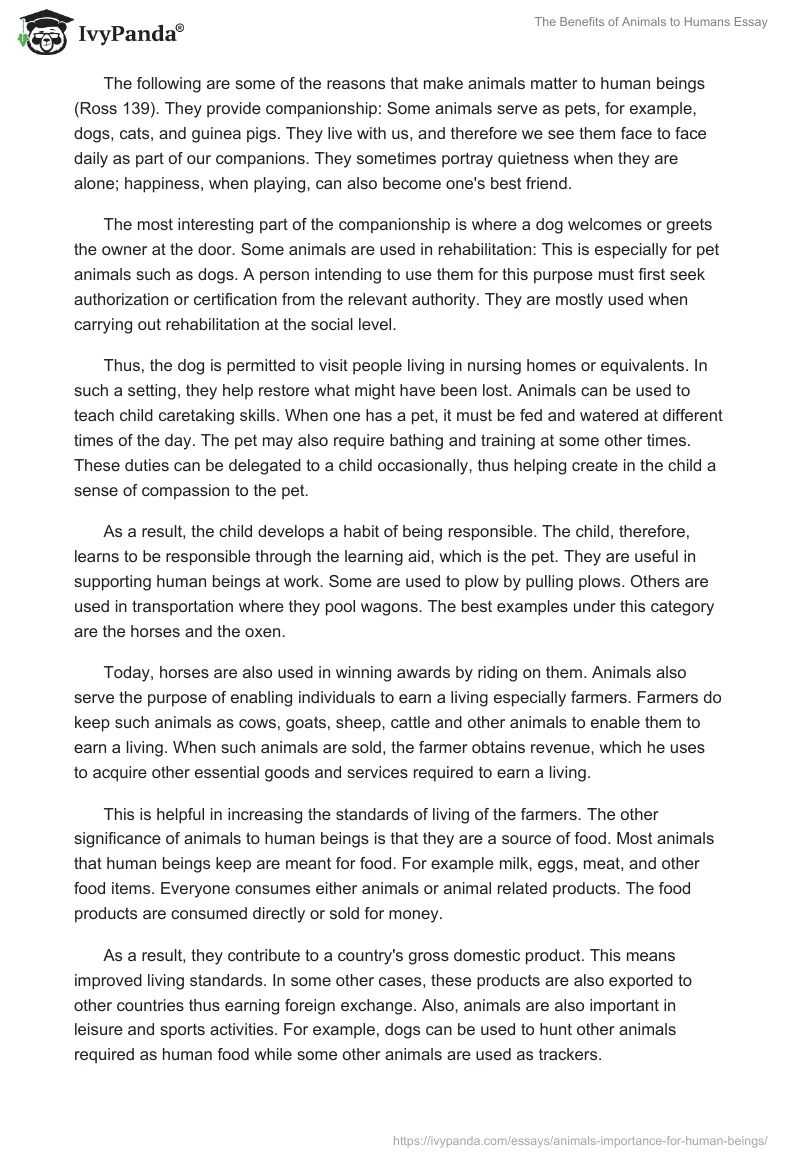 The Benefits of Animals to Humans Essay
IvyPanda®
The following are some of the reasons that make animals matter to human beings
(Ross 139). They provide companionship: Some animals serve as pets, for example,
dogs, cats, and guinea pigs. They live with us, and therefore we see them face to face
daily as part of our companions. They sometimes portray quietness when they are
alone; happiness, when playing, can also become one's best friend.
The most interesting part of the companionship is where a dog welcomes or greets
the owner at the door. Some animals are used in rehabilitation: This is especially for pet
animals such as dogs. A person intending to use them for this purpose must first seek
authorization or certification from the relevant authority. They are mostly used when
carrying out rehabilitation at the social level.
Thus, the dog is permitted to visit people living in nursing homes or equivalents. In
such a setting, they help restore what might have been lost. Animals can be used to
teach child caretaking skills. When one has a pet, it must be fed and watered at different
times of the day. The pet may also require bathing and training at some other times.
These duties can be delegated to a child occasionally, thus helping create in the child a
sense of compassion to the pet.
As a result, the child develops a habit of being responsible. The child, therefore,
learns to be responsible through the learning aid, which is the pet. They are useful in
supporting human beings at work. Some are used to plow by pulling plows. Others are
used in transportation where they pool wagons. The best examples under this category
are the horses and the oxen.
Today, horses are also used in winning awards by riding on them. Animals also
serve the purpose of enabling individuals to earn a living especially farmers. Farmers do
keep such animals as cows, goats, sheep, cattle and other animals to enable them to
earn a living. When such animals are sold, the farmer obtains revenue, which he uses
to acquire other essential goods and services required to earn a living.
This is helpful in increasing the standards of living of the farmers. The other
significance of animals to human beings is that they are a source of food. Most animals
that human beings keep are meant for food. For example milk, eggs, meat, and other
food items. Everyone consumes either animals or animal related products. The food
products are consumed directly or sold for money.
As a result, they contribute to a country's gross domestic product. This means
improved living standards. In some other cases, these products are also exported to
other countries thus earning foreign exchange. Also, animals are also important in
leisure and sports activities. For example, dogs can be used to hunt other animals
required as human food while some other animals are used as trackers.
https://ivypanda.com/essays/animals-importance-for-human-beings/